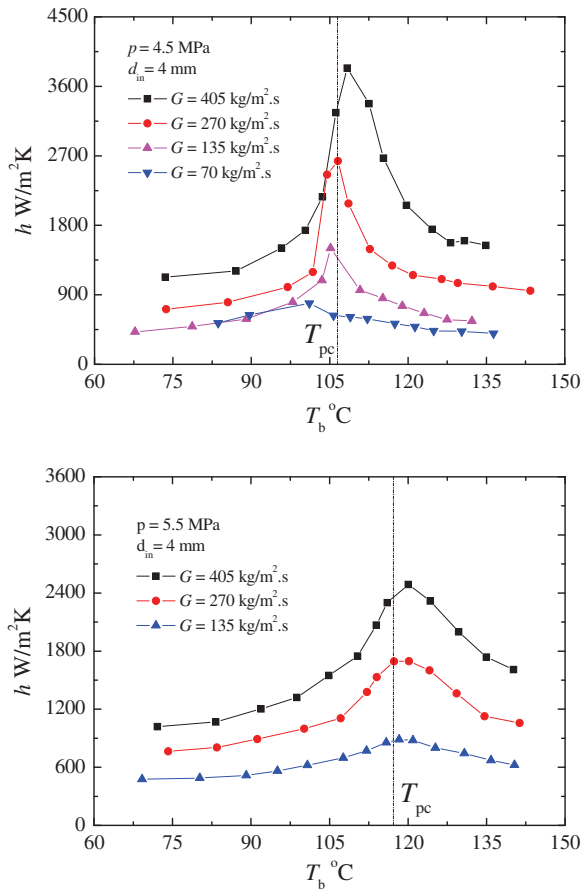 4500
3600
2700
1800
900
0
h W/m²K
p = 4.5 MPa
d_in = 4 mm
G = 405 kg/m².s
G = 270 kg/m².s
G = 135 kg/m².s
G = 70 kg/m².s
T_pc
60 75 90 105 120 135 150
T_b °C
3600
3000
2400
1800
1200
600
0
h W/m²K
p = 5.5 MPa
d_in = 4 mm
G = 405 kg/m².s
G = 270 kg/m².s
G = 135 kg/m².s
T_pc
60 75 90 105 120 135 150
T_b °C